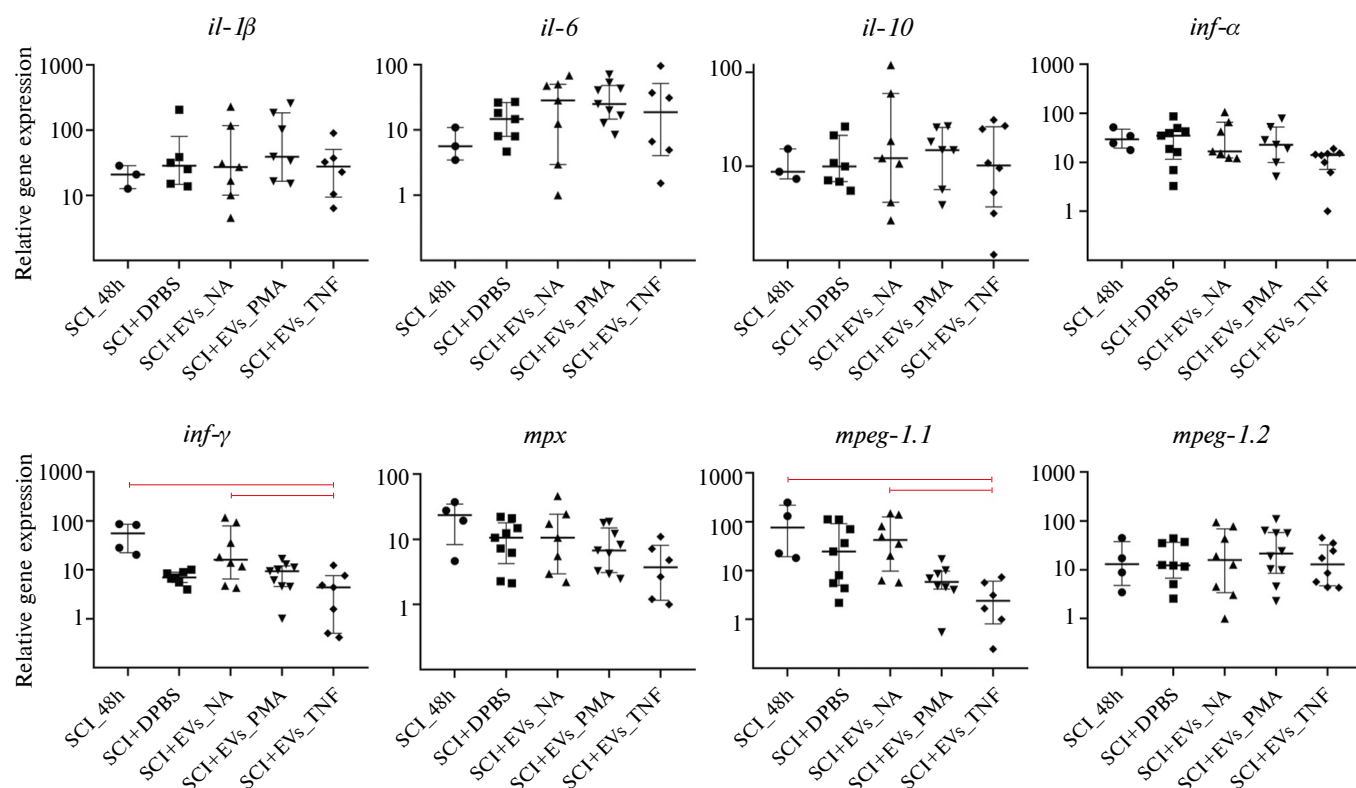 il-1β
il-6
il-10
inf-α
Relative gene expression
1000
100
10
100
10
1
100
10
1000
100
10
1
SCI_48h
SCI+DPBS
SCI+EVs_NA
SCI+EVs_PMA
SCI+EVs_TNF
SCI_48h
SCI+DPBS
SCI+EVs_NA
SCI+EVs_PMA
SCI+EVs_TNF
SCI_48h
SCI+DPBS
SCI+EVs_NA
SCI+EVs_PMA
SCI+EVs_TNF
SCI_48h
SCI+DPBS
SCI+EVs_NA
SCI+EVs_PMA
SCI+EVs_TNF
inf-γ
mpx
mpeg-1.1
mpeg-1.2
Relative gene expression
1000
100
10
1
100
10
1
1000
100
10
1
1000
100
10
1
SCI_48h
SCI+DPBS
SCI+EVs_NA
SCI+EVs_PMA
SCI+EVs_TNF
SCI_48h
SCI+DPBS
SCI+EVs_NA
SCI+EVs_PMA
SCI+EVs_TNF
SCI_48h
SCI+DPBS
SCI+EVs_NA
SCI+EVs_PMA
SCI+EVs_TNF
SCI_48h
SCI+DPBS
SCI+EVs_NA
SCI+EVs_PMA
SCI+EVs_TNF